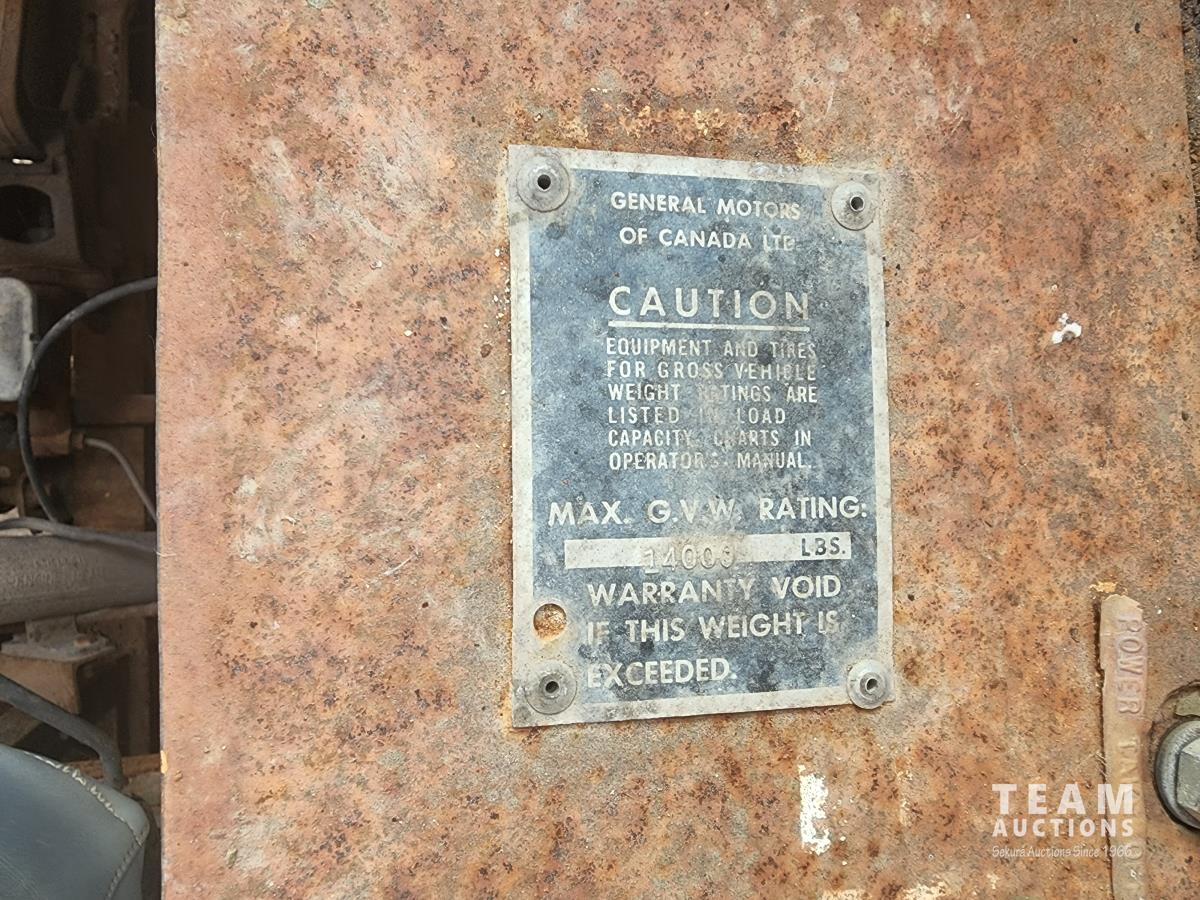 GENERAL MOTORS
OF CANADA LTD.
CAUTION
EQUIPMENT AND TIRES
FOR GROSS VEHICLE
WEIGHT RATINGS ARE
LISTED IN LOAD
CAPACITY CHARTS IN
OPERATOR'S MANUAL.
MAX. G.V.W. RATING:
14000 LBS.
WARRANTY VOID
IF THIS WEIGHT IS
EXCEEDED.
POWER
TEAM
AUCTIONS
Sekura Auctions Since 1966